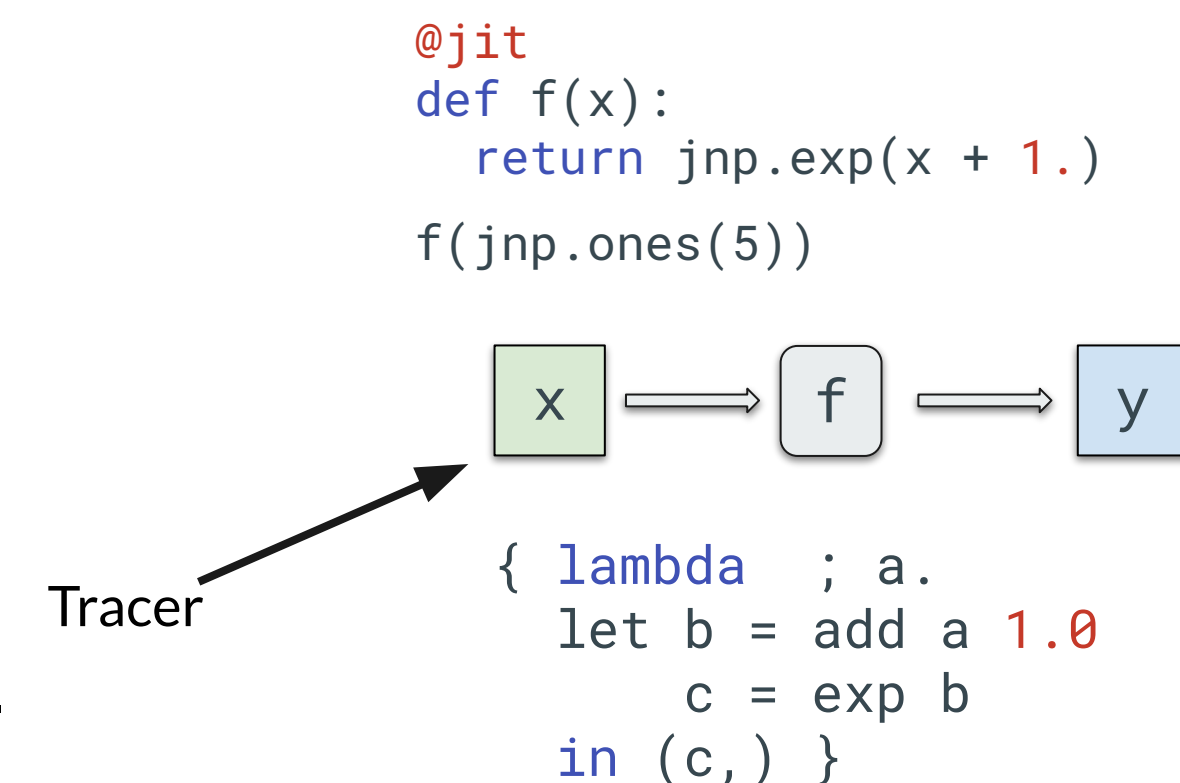 @jit
def f(x):
  return jnp.exp(x + 1.)
f(jnp.ones(5))
x f y
Tracer
{ lambda  ; a.
  let b = add a 1.0
      c = exp b
  in (c,) }